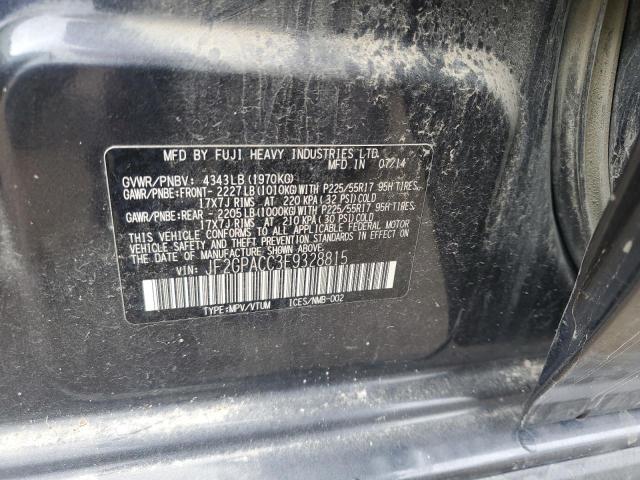 MFD BY FUJI HEAVY INDUSTRIES LTD.
MFD IN 07/14
GVWR/PNBV: 4343LB(1970KG)
GAWR/PNBE:FRONT- 2227LB(1010KG)WITH P225/55R17 95H TIRES,
17X7J RIMS AT 220 KPA(32 PSI)COLD
GAWR/PNBE:REAR - 2205LB(1000KG)WITH P225/55R17 95H TIRES,
17X7J RIMS AT 210 KPA(30 PSI)COLD
THIS VEHICLE CONFORMS TO ALL APPLICABLE FEDERAL MOTOR
VEHICLE SAFETY AND BUMPER STANDARDS IN EFFECT ON
THE DATE OF MANUFACTURE SHOWN ABOVE.
VIN: JF2GPACC3E9328815
TYPE:MPV/VTUM ICES/NMB-002